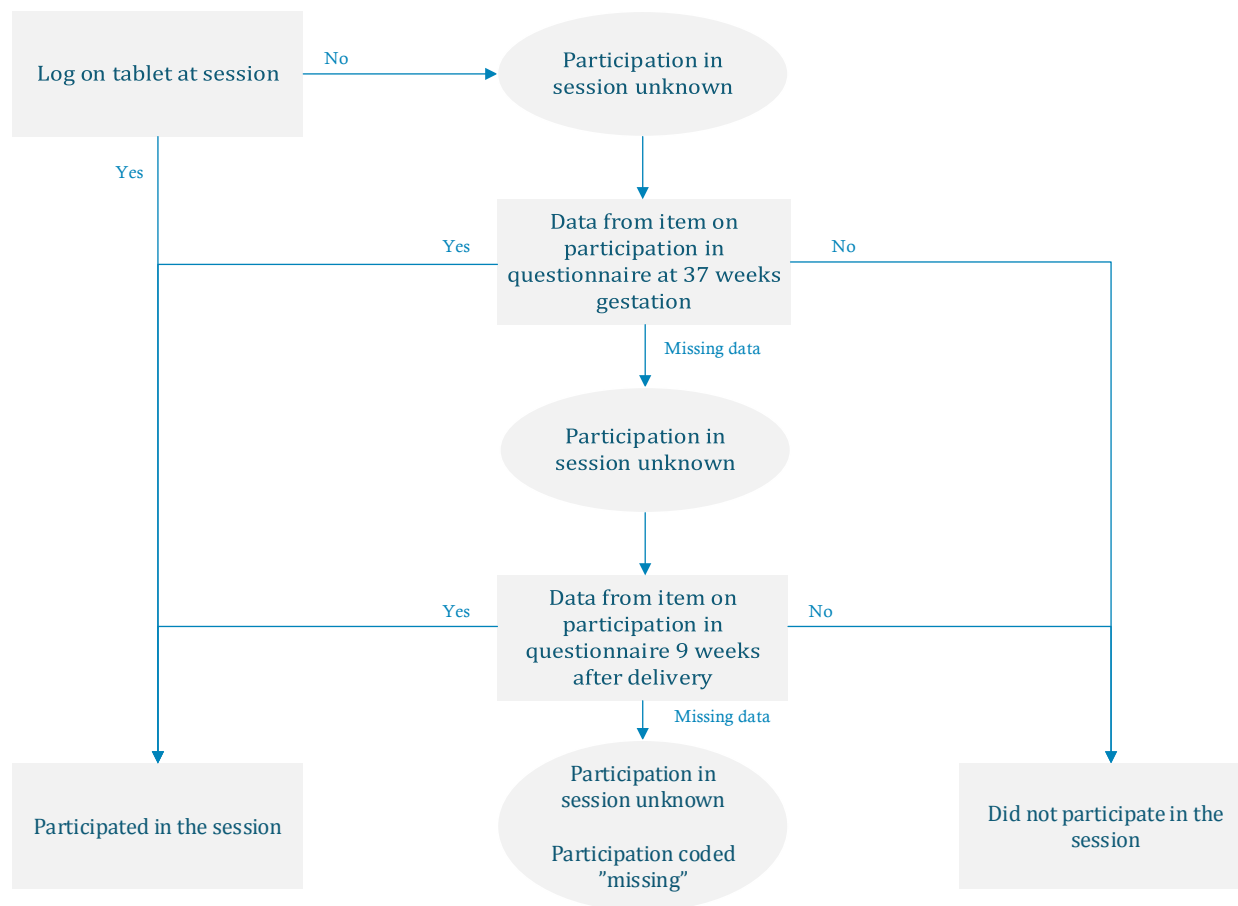 Log on tablet at session
No
Participation in
session unknown
Yes
Data from item on
participation in
questionnaire at 37 weeks
gestation
Yes
No
Missing data
Participation in
session unknown
Data from item on
participation in
questionnaire 9 weeks
after delivery
Yes
No
Missing data
Participated in the session
Participation in
session unknown
Participation coded
”missing”
Did not participate in the
session